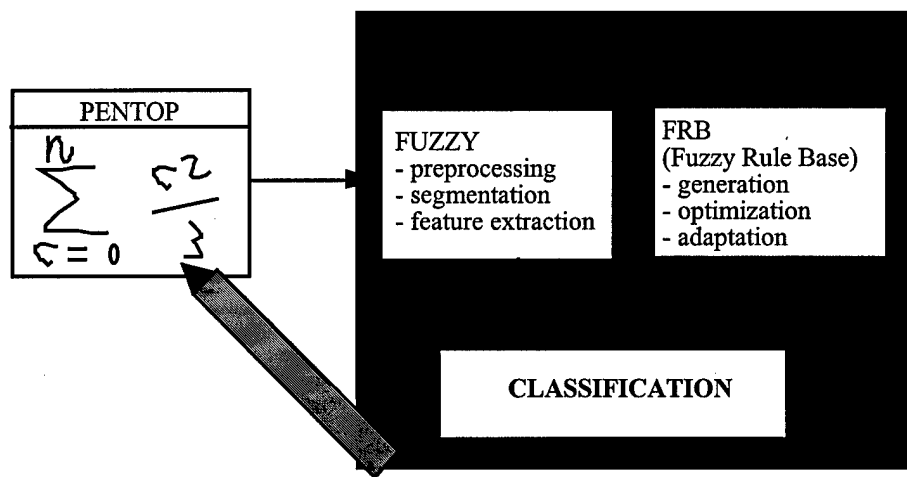 PENTOP
n
∑ r²/3
r = 0
FUZZY
- preprocessing
- segmentation
- feature extraction
FRB
(Fuzzy Rule Base)
- generation
- optimization
- adaptation
CLASSIFICATION